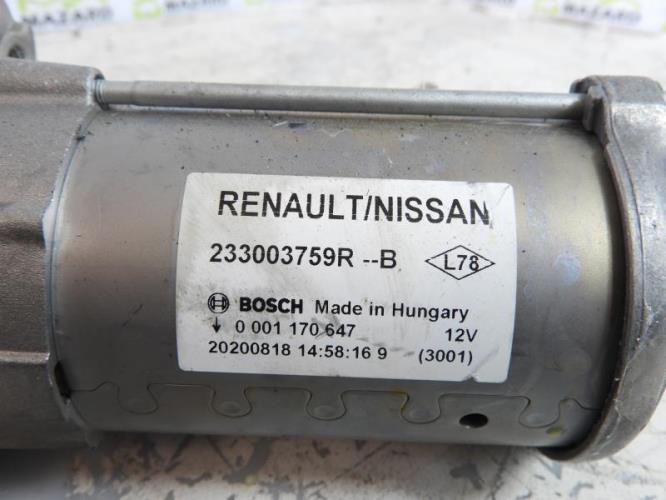 RENAULT/NISSAN
233003759R --B
L78
BOSCH Made in Hungary
↓ 0 001 170 647 12V
20200818 14:58:16 9 (3001)